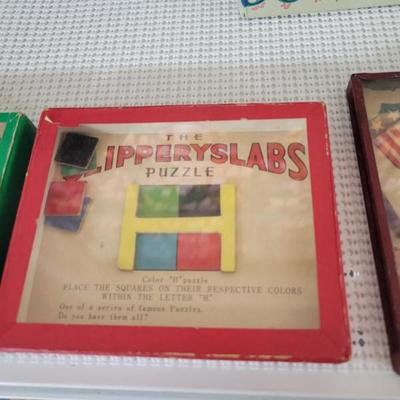 THE
SLIPPERYSLABS
PUZZLE
Color "H" puzzle
PLACE THE SQUARES ON THEIR RESPECTIVE COLORS
WITHIN THE LETTER "H"
One of a series of famous Puzzles.
Do you have them all?